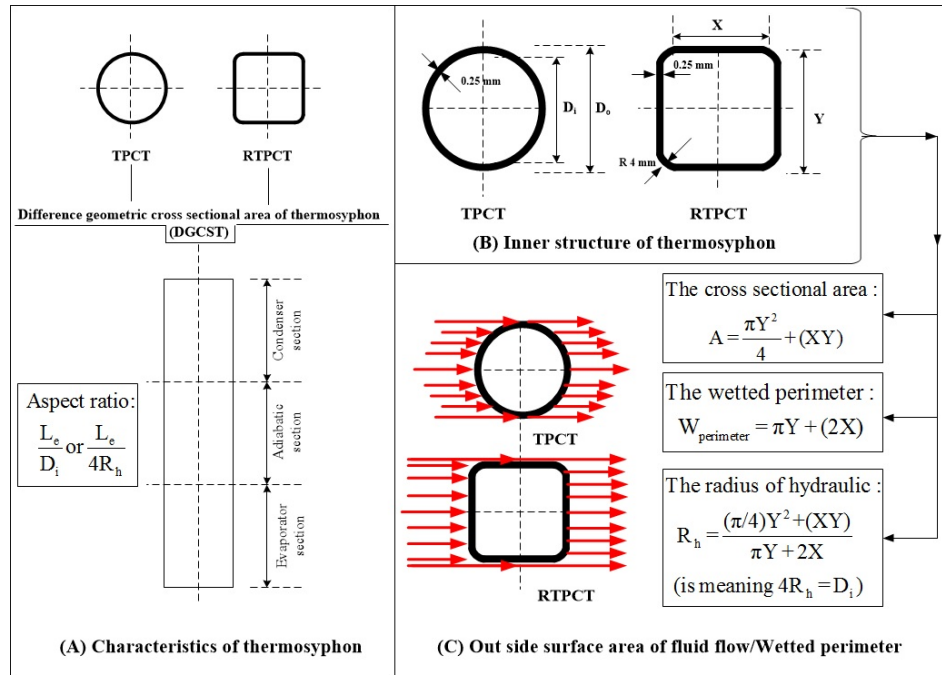 TPCT
RTPCT
Difference geometric cross sectional area of thermosyphon
(DGCST)
Condenser
section
Adiabatic
section
Evaporator
section
Aspect ratio:
L_e/D_i or L_e/4R_h
(A) Characteristics of thermosyphon
X
0.25 mm
0.25 mm
D_i
D_o
Y
R 4 mm
TPCT
RTPCT
(B) Inner structure of thermosyphon
TPCT
RTPCT
The cross sectional area :
A = πY²/4 + (XY)
The wetted perimeter :
W_perimeter = πY + (2X)
The radius of hydraulic :
R_h = (π/4)Y² + (XY) / πY + 2X
(is meaning 4R_h = D_i)
(C) Out side surface area of fluid flow/Wetted perimeter